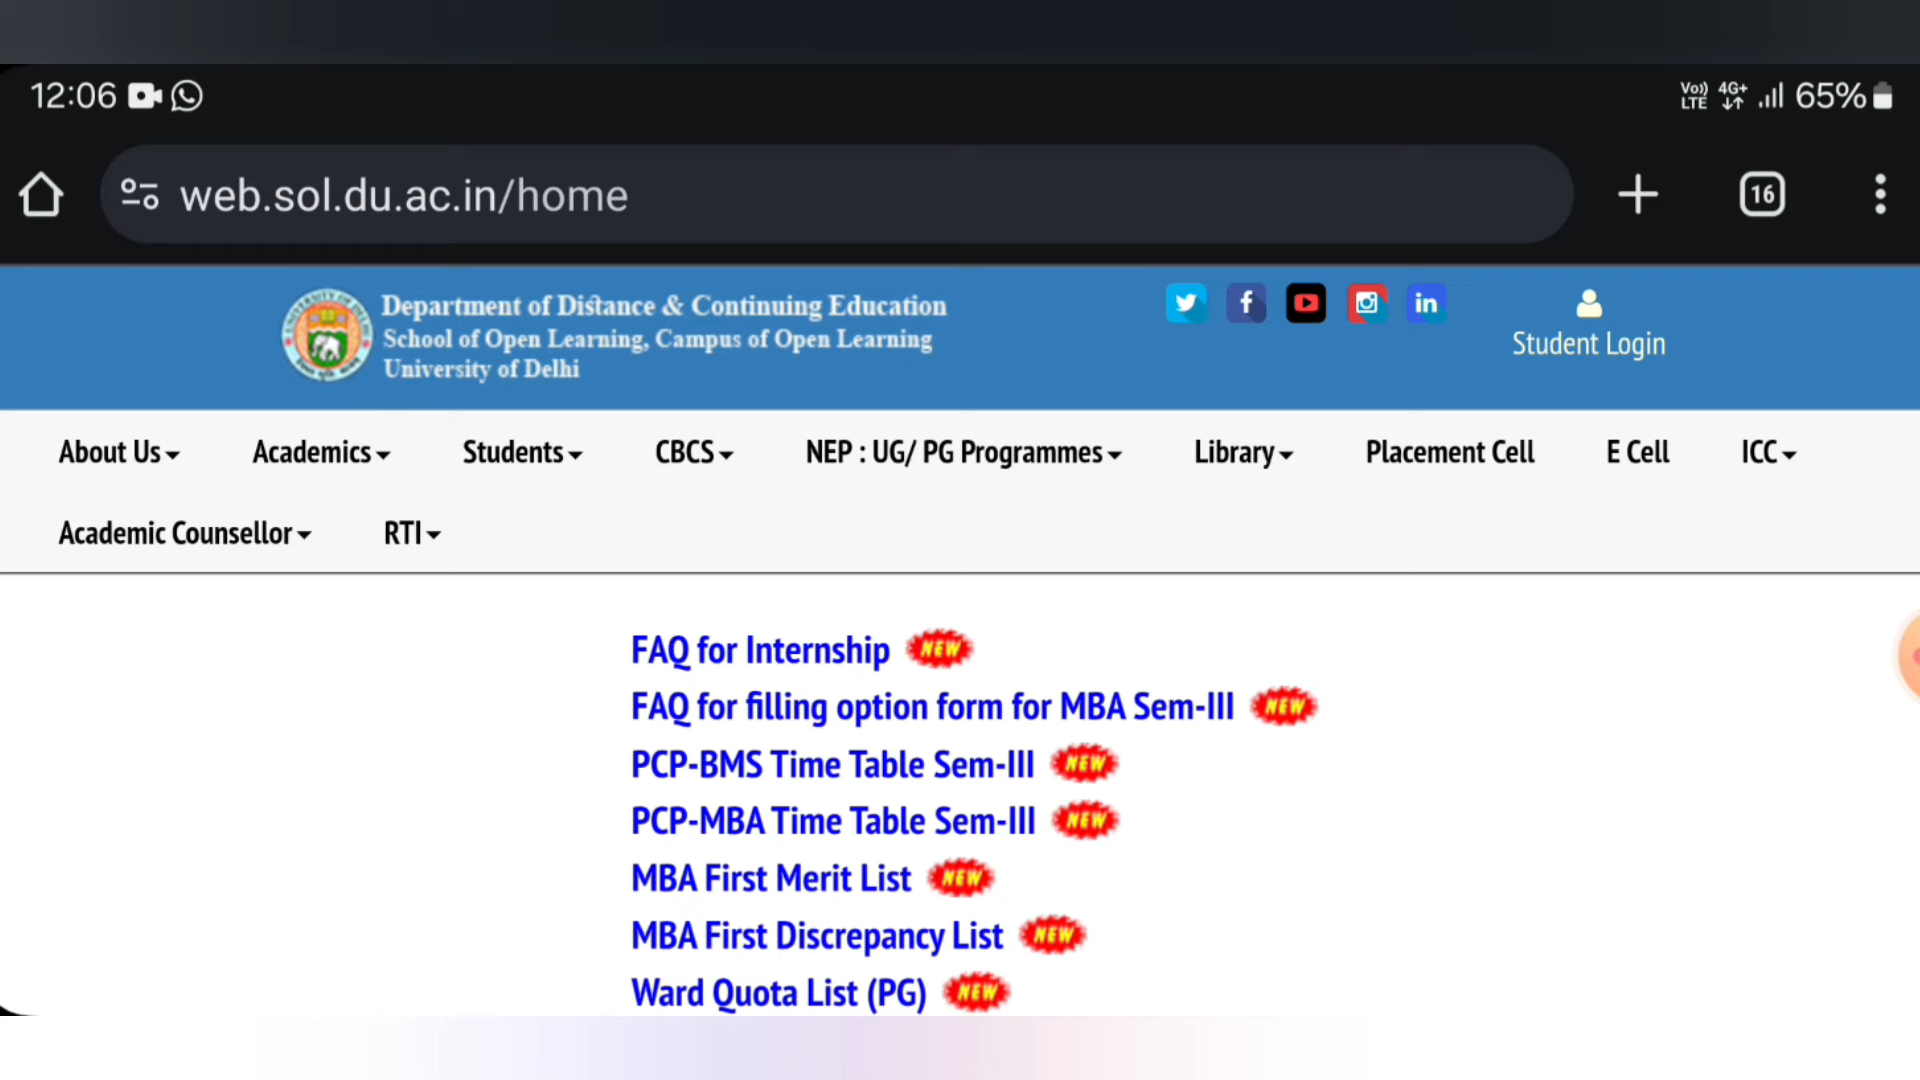 12:06
Vo)) LTE 4G+ 65%
web.sol.du.ac.in/home
16
Department of Distance & Continuing Education
School of Open Learning, Campus of Open Learning
University of Delhi
Student Login
About Us Academics Students CBCS NEP : UG/ PG Programmes Library Placement Cell E Cell ICC
Academic Counsellor RTI
FAQ for Internship NEW
FAQ for filling option form for MBA Sem-III NEW
PCP-BMS Time Table Sem-III NEW
PCP-MBA Time Table Sem-III NEW
MBA First Merit List NEW
MBA First Discrepancy List NEW
Ward Quota List (PG) NEW